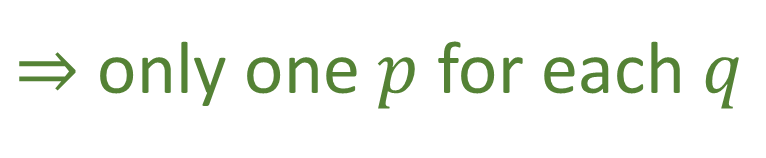 ⇒ only one p for each q